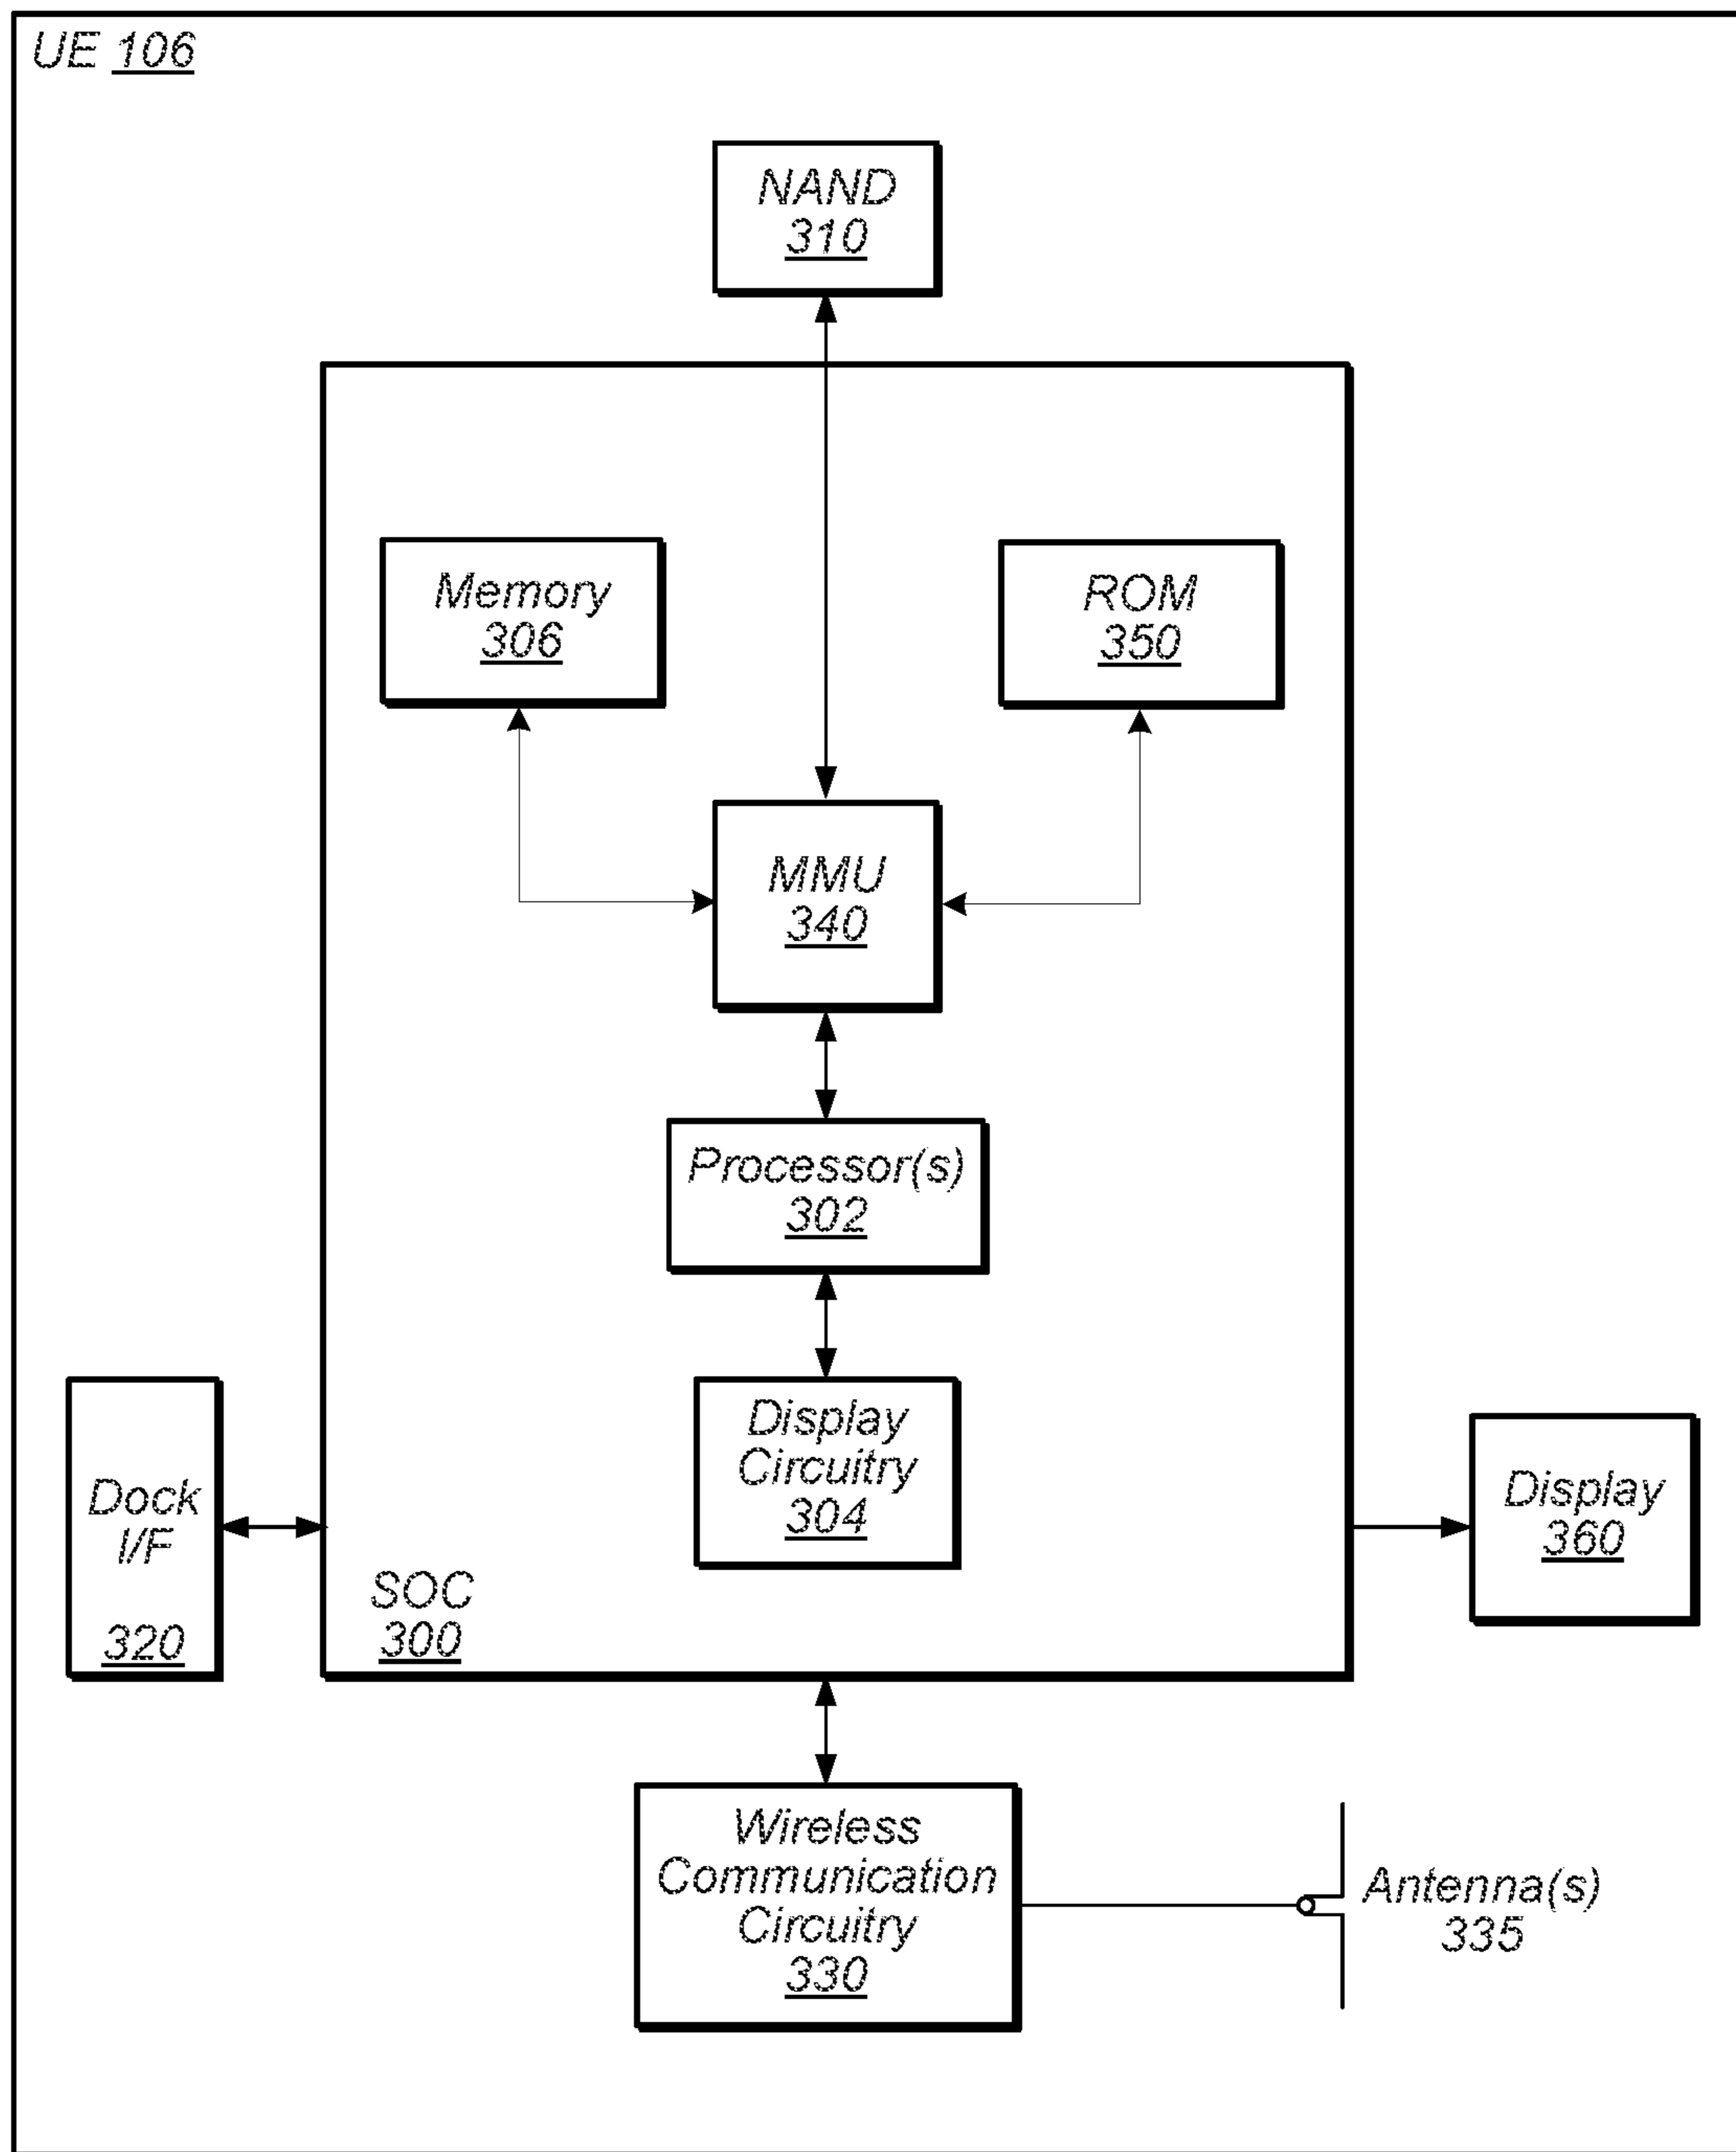 UE 106
NAND
310
Memory
306
ROM
350
MMU
340
Processor(s)
302
Display
Circuitry
304
Dock
I/F
320
SOC
300
Display
360
Wireless
Communication
Circuitry
330
Antenna(s)
335